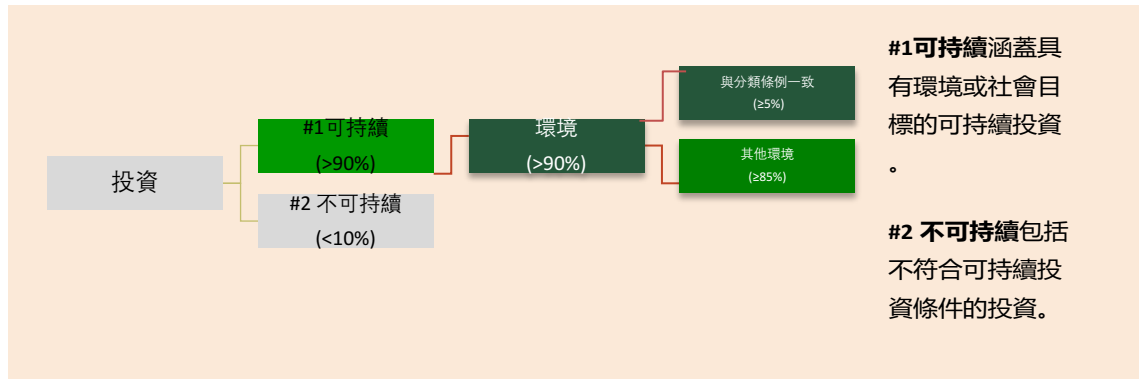 投資
#1可持續
(>90%)
#2 不可持續
(<10%)
環境
(>90%)
與分類條例一致
(≥5%)
其他環境
(≥85%)
#1可持續涵蓋具
有環境或社會目
標的可持續投資
。
#2 不可持續包括
不符合可持續投
資條件的投資。